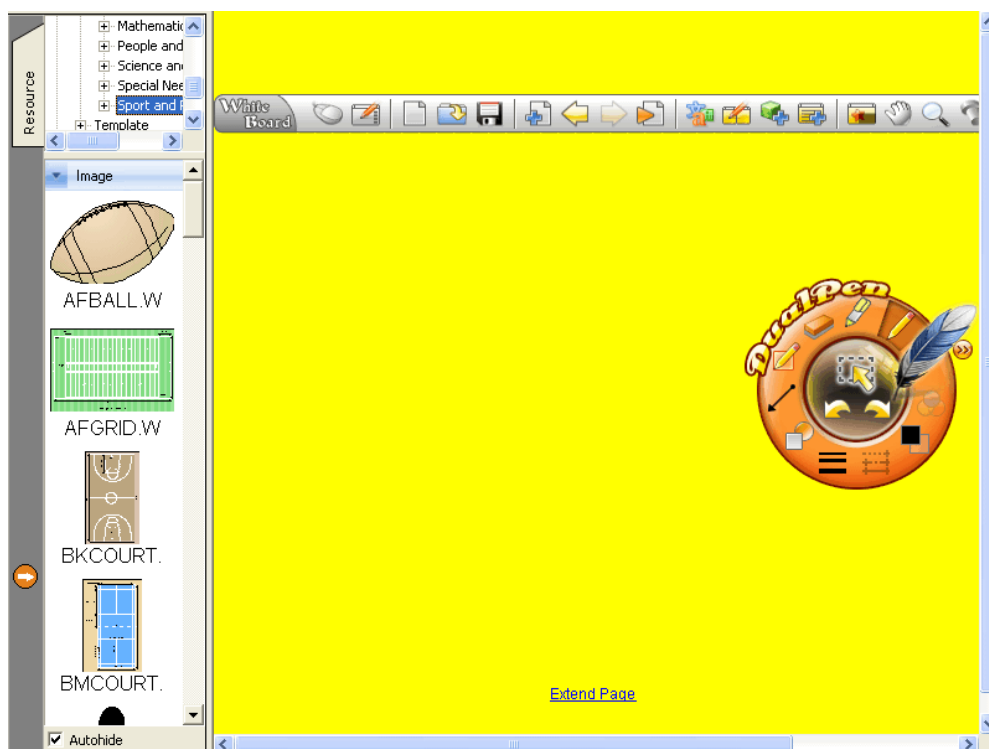 Resource
Mathematic
People and
Science an
Special Nee
Sport and
Template
White
Board
Image
AFBALL.W
AFGRID.W
BKCOURT.
BMCOURT.
Autohide
DualPen
Extend Page